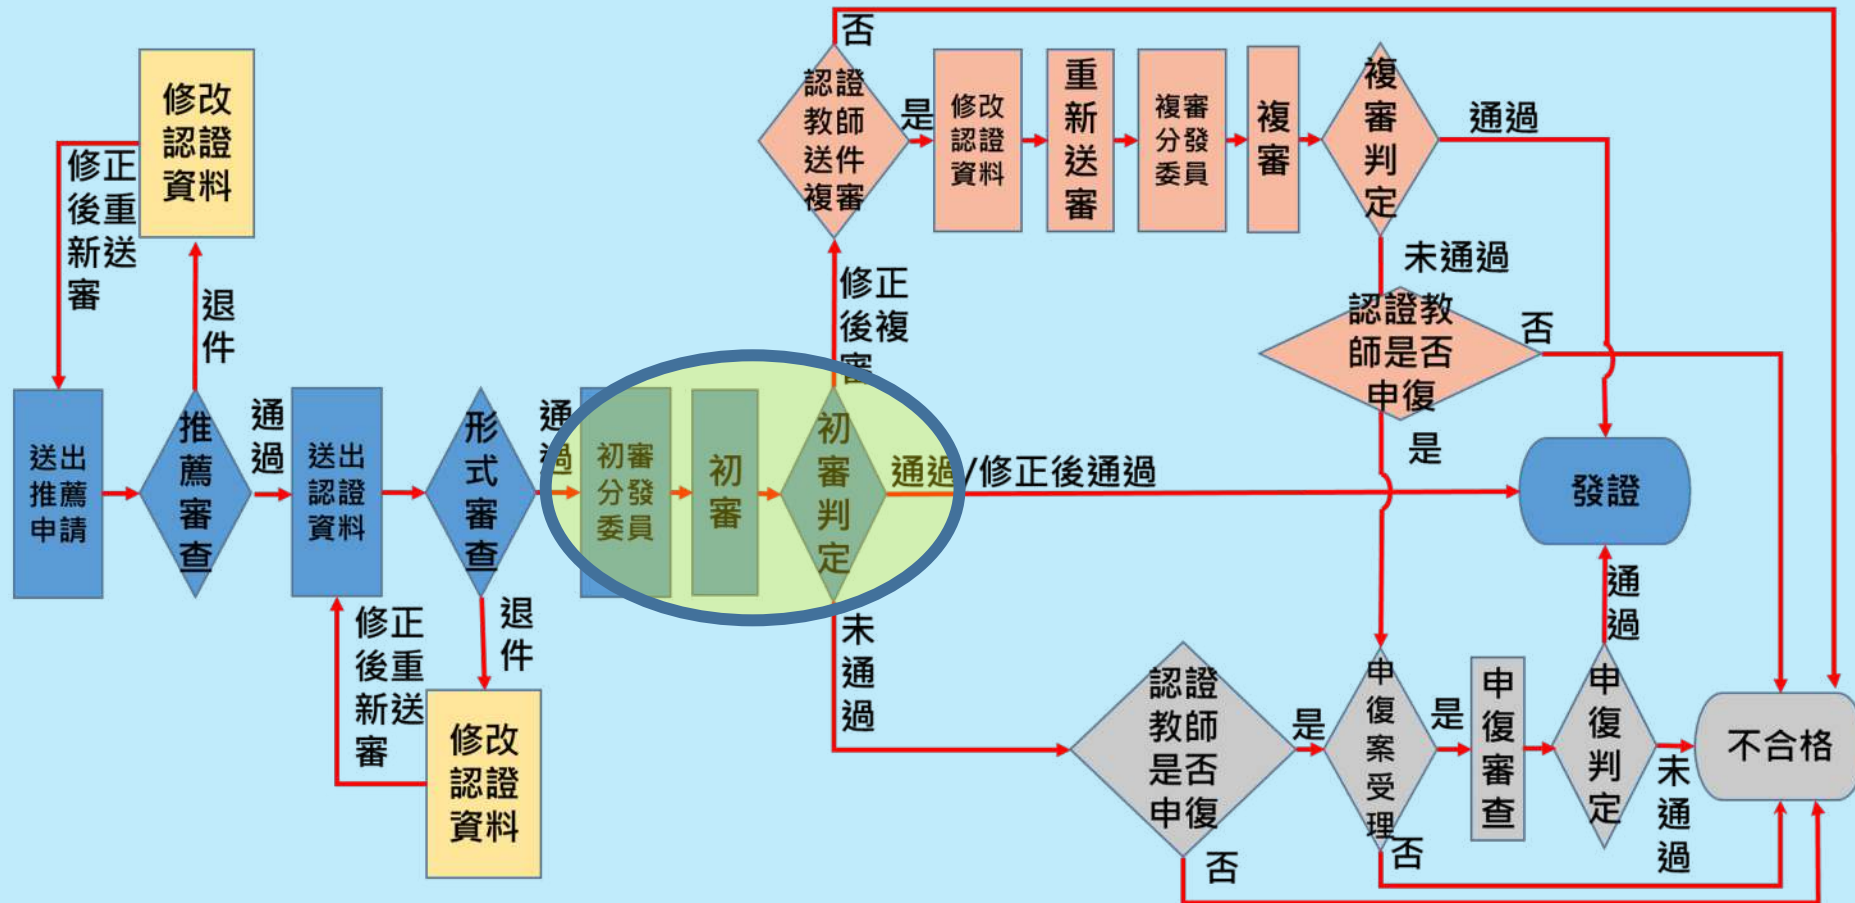 否
修改
認證
資料
認證
教師
送件
複審
是
修改
認證
資料
重
新
送
審
複審
分發
委員
複
審
複
審
判
定
通過
修正
後重
新送
審
退
件
修正
後複
審
未通過
認證教
師是否
申復
否
是
送出
推薦
申請
推
薦
審
查
通
過
送出
認證
資料
形
式
審
查
通
過
初審
分發
委員
初
審
初
審
判
定
通過/修正後通過
發證
修正
後重
新送
審
退
件
修改
認證
資料
未
通
過
認證
教師
是否
申復
是
否
申
復
案
受
理
是
否
申
復
審
查
申
復
判
定
通
過
未
通
過
不合格